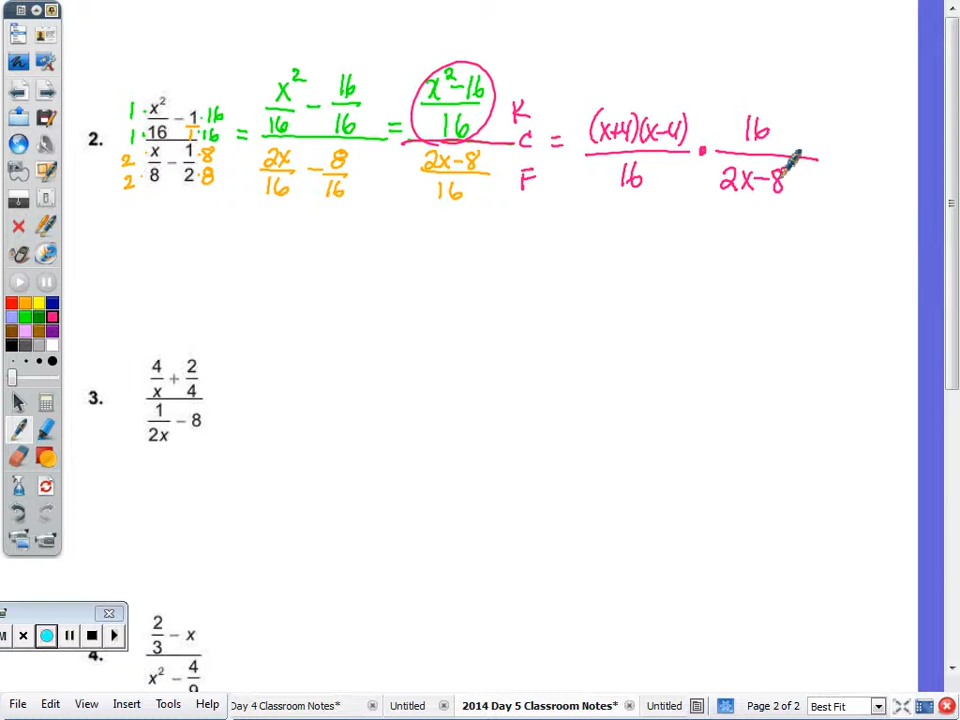 2. 1· x²/16 − 1/1 ·16 = x²/16 − 16/16 = x²−16/16 K = (x+4)(x−4)/16 · 16/2x−8
1· ·16 C
2· x/8 − 1/2 ·8 2x/16 − 8/16 2x−8/16 F
2· ·8
3. 4/x + 2/4
1/2x − 8
M
2/3 − x
4.
x² − 4/9
File Edit View Insert Tools Help Day 4 Classroom Notes* Untitled 2014 Day 5 Classroom Notes* Untitled Page 2 of 2 Best Fit